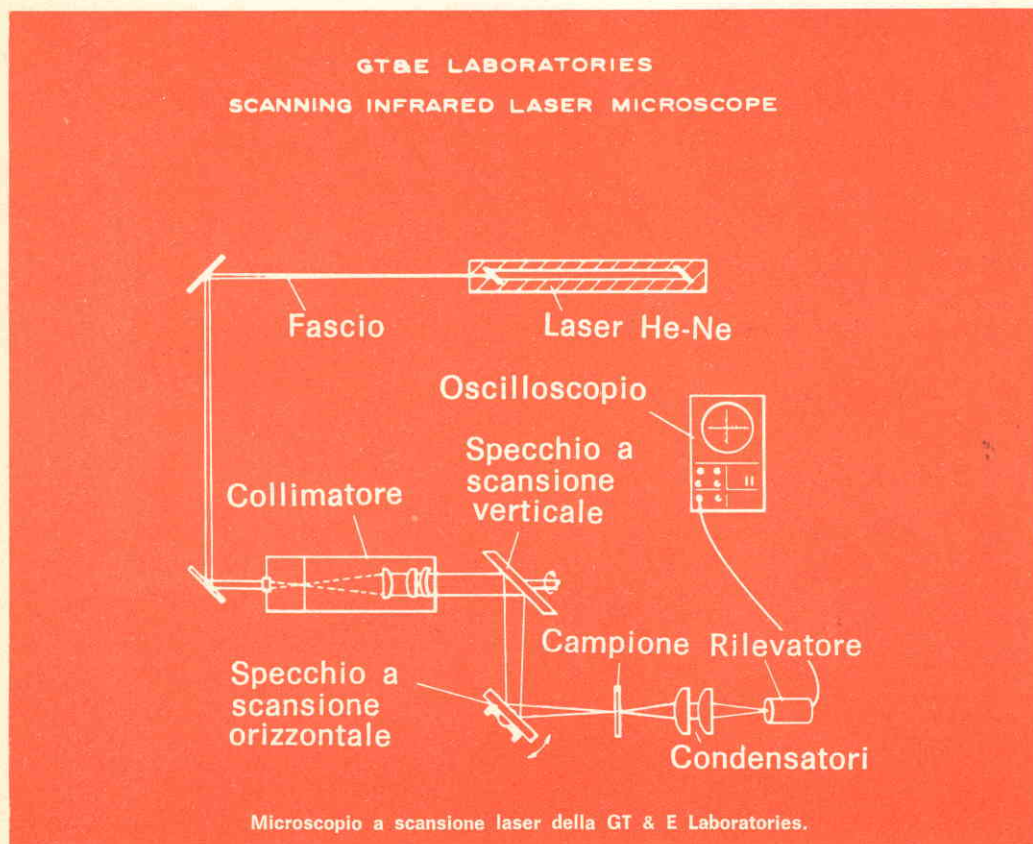 GT&E LABORATORIES
SCANNING INFRARED LASER MICROSCOPE
Fascio
Laser He-Ne
Oscilloscopio
Specchio a
scansione
verticale
Collimatore
Campione
Rilevatore
Specchio a
scansione
orizzontale
Condensatori
Microscopio a scansione laser della GT & E Laboratories.